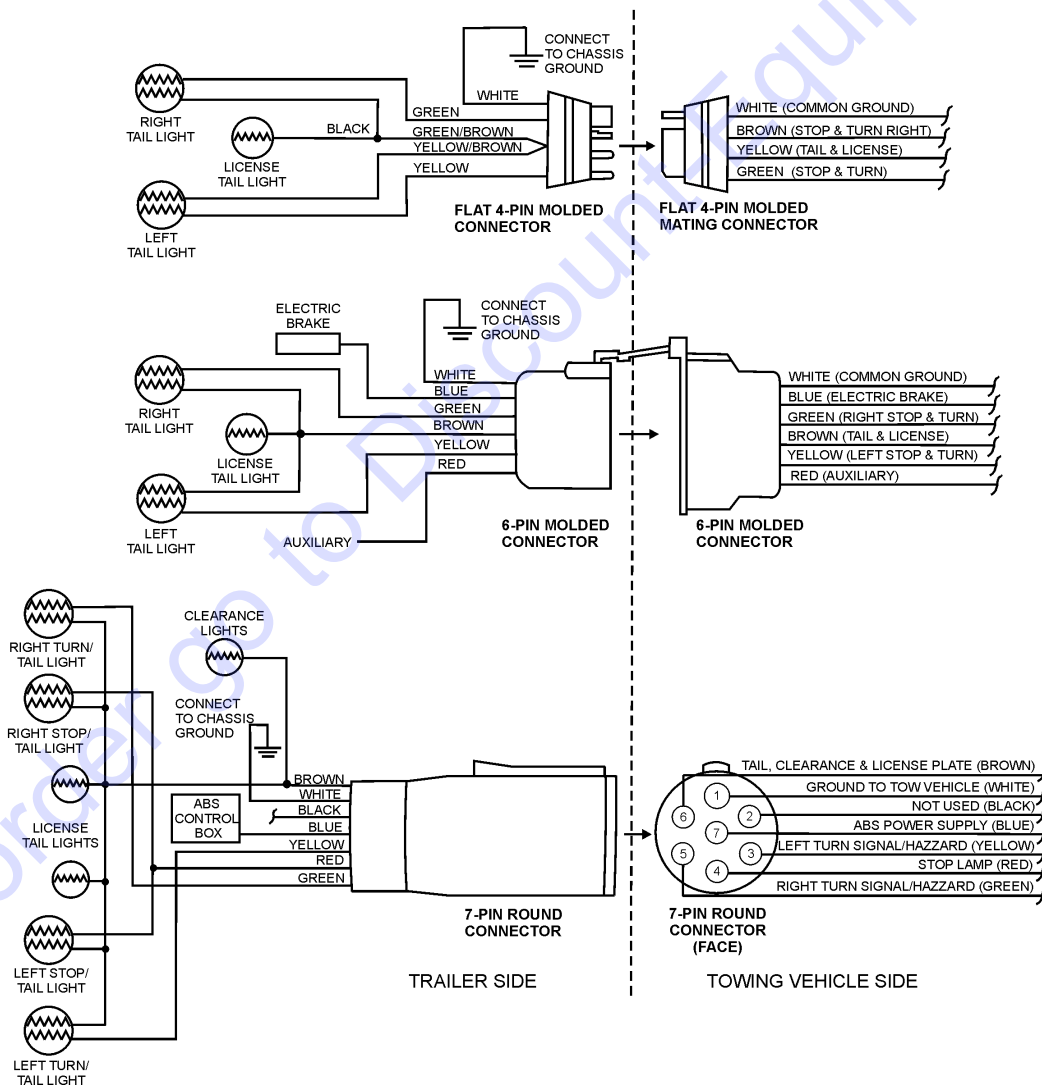 CONNECT
TO CHASSIS
GROUND
WHITE
GREEN
BLACK
GREEN/BROWN
YELLOW/BROWN
YELLOW
RIGHT
TAIL LIGHT
LICENSE
TAIL LIGHT
LEFT
TAIL LIGHT
FLAT 4-PIN MOLDED
CONNECTOR
WHITE (COMMON GROUND)
BROWN (STOP & TURN RIGHT)
YELLOW (TAIL & LICENSE)
GREEN (STOP & TURN)
FLAT 4-PIN MOLDED
MATING CONNECTOR
ELECTRIC
BRAKE
CONNECT
TO CHASSIS
GROUND
WHITE
BLUE
GREEN
BROWN
YELLOW
RED
RIGHT
TAIL LIGHT
LICENSE
TAIL LIGHT
LEFT
TAIL LIGHT
AUXILIARY
6-PIN MOLDED
CONNECTOR
WHITE (COMMON GROUND)
BLUE (ELECTRIC BRAKE)
GREEN (RIGHT STOP & TURN)
BROWN (TAIL & LICENSE)
YELLOW (LEFT STOP & TURN)
RED (AUXILIARY)
6-PIN MOLDED
CONNECTOR
RIGHT TURN/
TAIL LIGHT
CLEARANCE
LIGHTS
RIGHT STOP/
TAIL LIGHT
CONNECT
TO CHASSIS
GROUND
LICENSE
TAIL LIGHTS
ABS
CONTROL
BOX
BROWN
WHITE
BLACK
BLUE
YELLOW
RED
GREEN
LEFT STOP/
TAIL LIGHT
LEFT TURN/
TAIL LIGHT
7-PIN ROUND
CONNECTOR
TAIL, CLEARANCE & LICENSE PLATE (BROWN)
GROUND TO TOW VEHICLE (WHITE)
NOT USED (BLACK)
ABS POWER SUPPLY (BLUE)
LEFT TURN SIGNAL/HAZZARD (YELLOW)
STOP LAMP (RED)
RIGHT TURN SIGNAL/HAZZARD (GREEN)
1
6
2
7
5
3
4
7-PIN ROUND
CONNECTOR
(FACE)
TRAILER SIDE
TOWING VEHICLE SIDE
order go to Discount-Equip